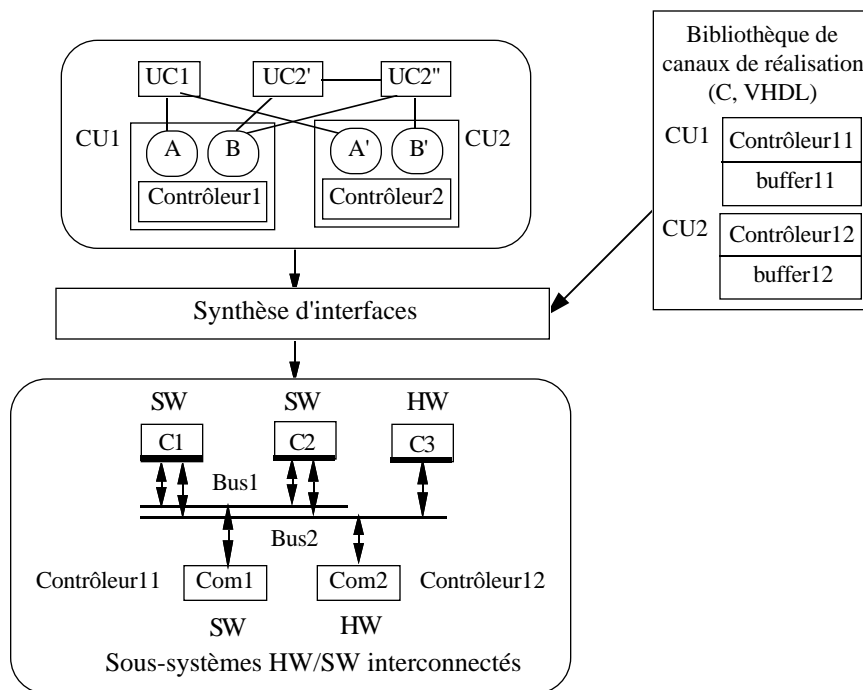 UC1 UC2' UC2"
CU1 A B A' B' CU2
Contrôleur1 Contrôleur2
Bibliothèque de
canaux de réalisation
(C, VHDL)
CU1 Contrôleur11
buffer11
CU2 Contrôleur12
buffer12
Synthèse d'interfaces
SW SW HW
C1 C2 C3
Bus1
Bus2
Contrôleur11 Com1 Com2 Contrôleur12
SW HW
Sous-systèmes HW/SW interconnectés